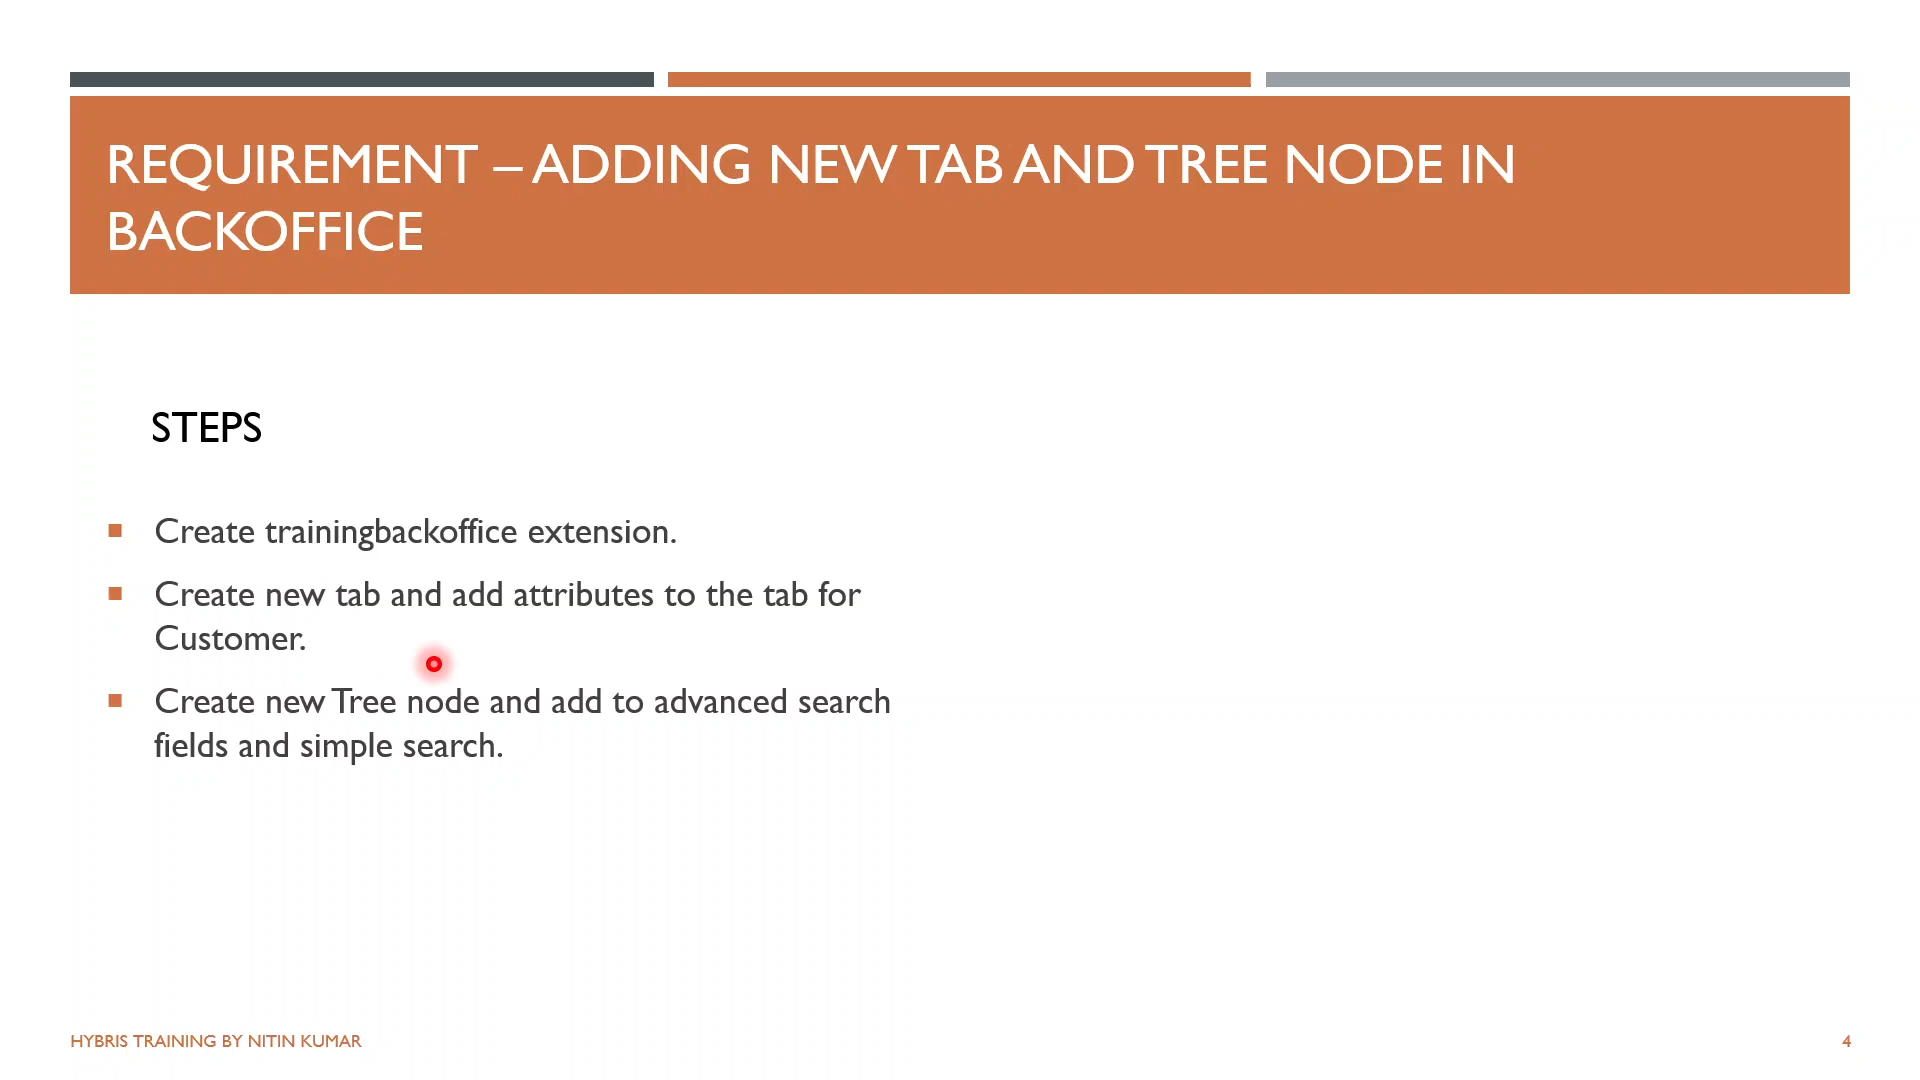 REQUIREMENT – ADDING NEW TAB AND TREE NODE IN
BACKOFFICE
STEPS
Create trainingbackoffice extension.
Create new tab and add attributes to the tab for
Customer.
Create new Tree node and add to advanced search
fields and simple search.
HYBRIS TRAINING BY NITIN KUMAR
4